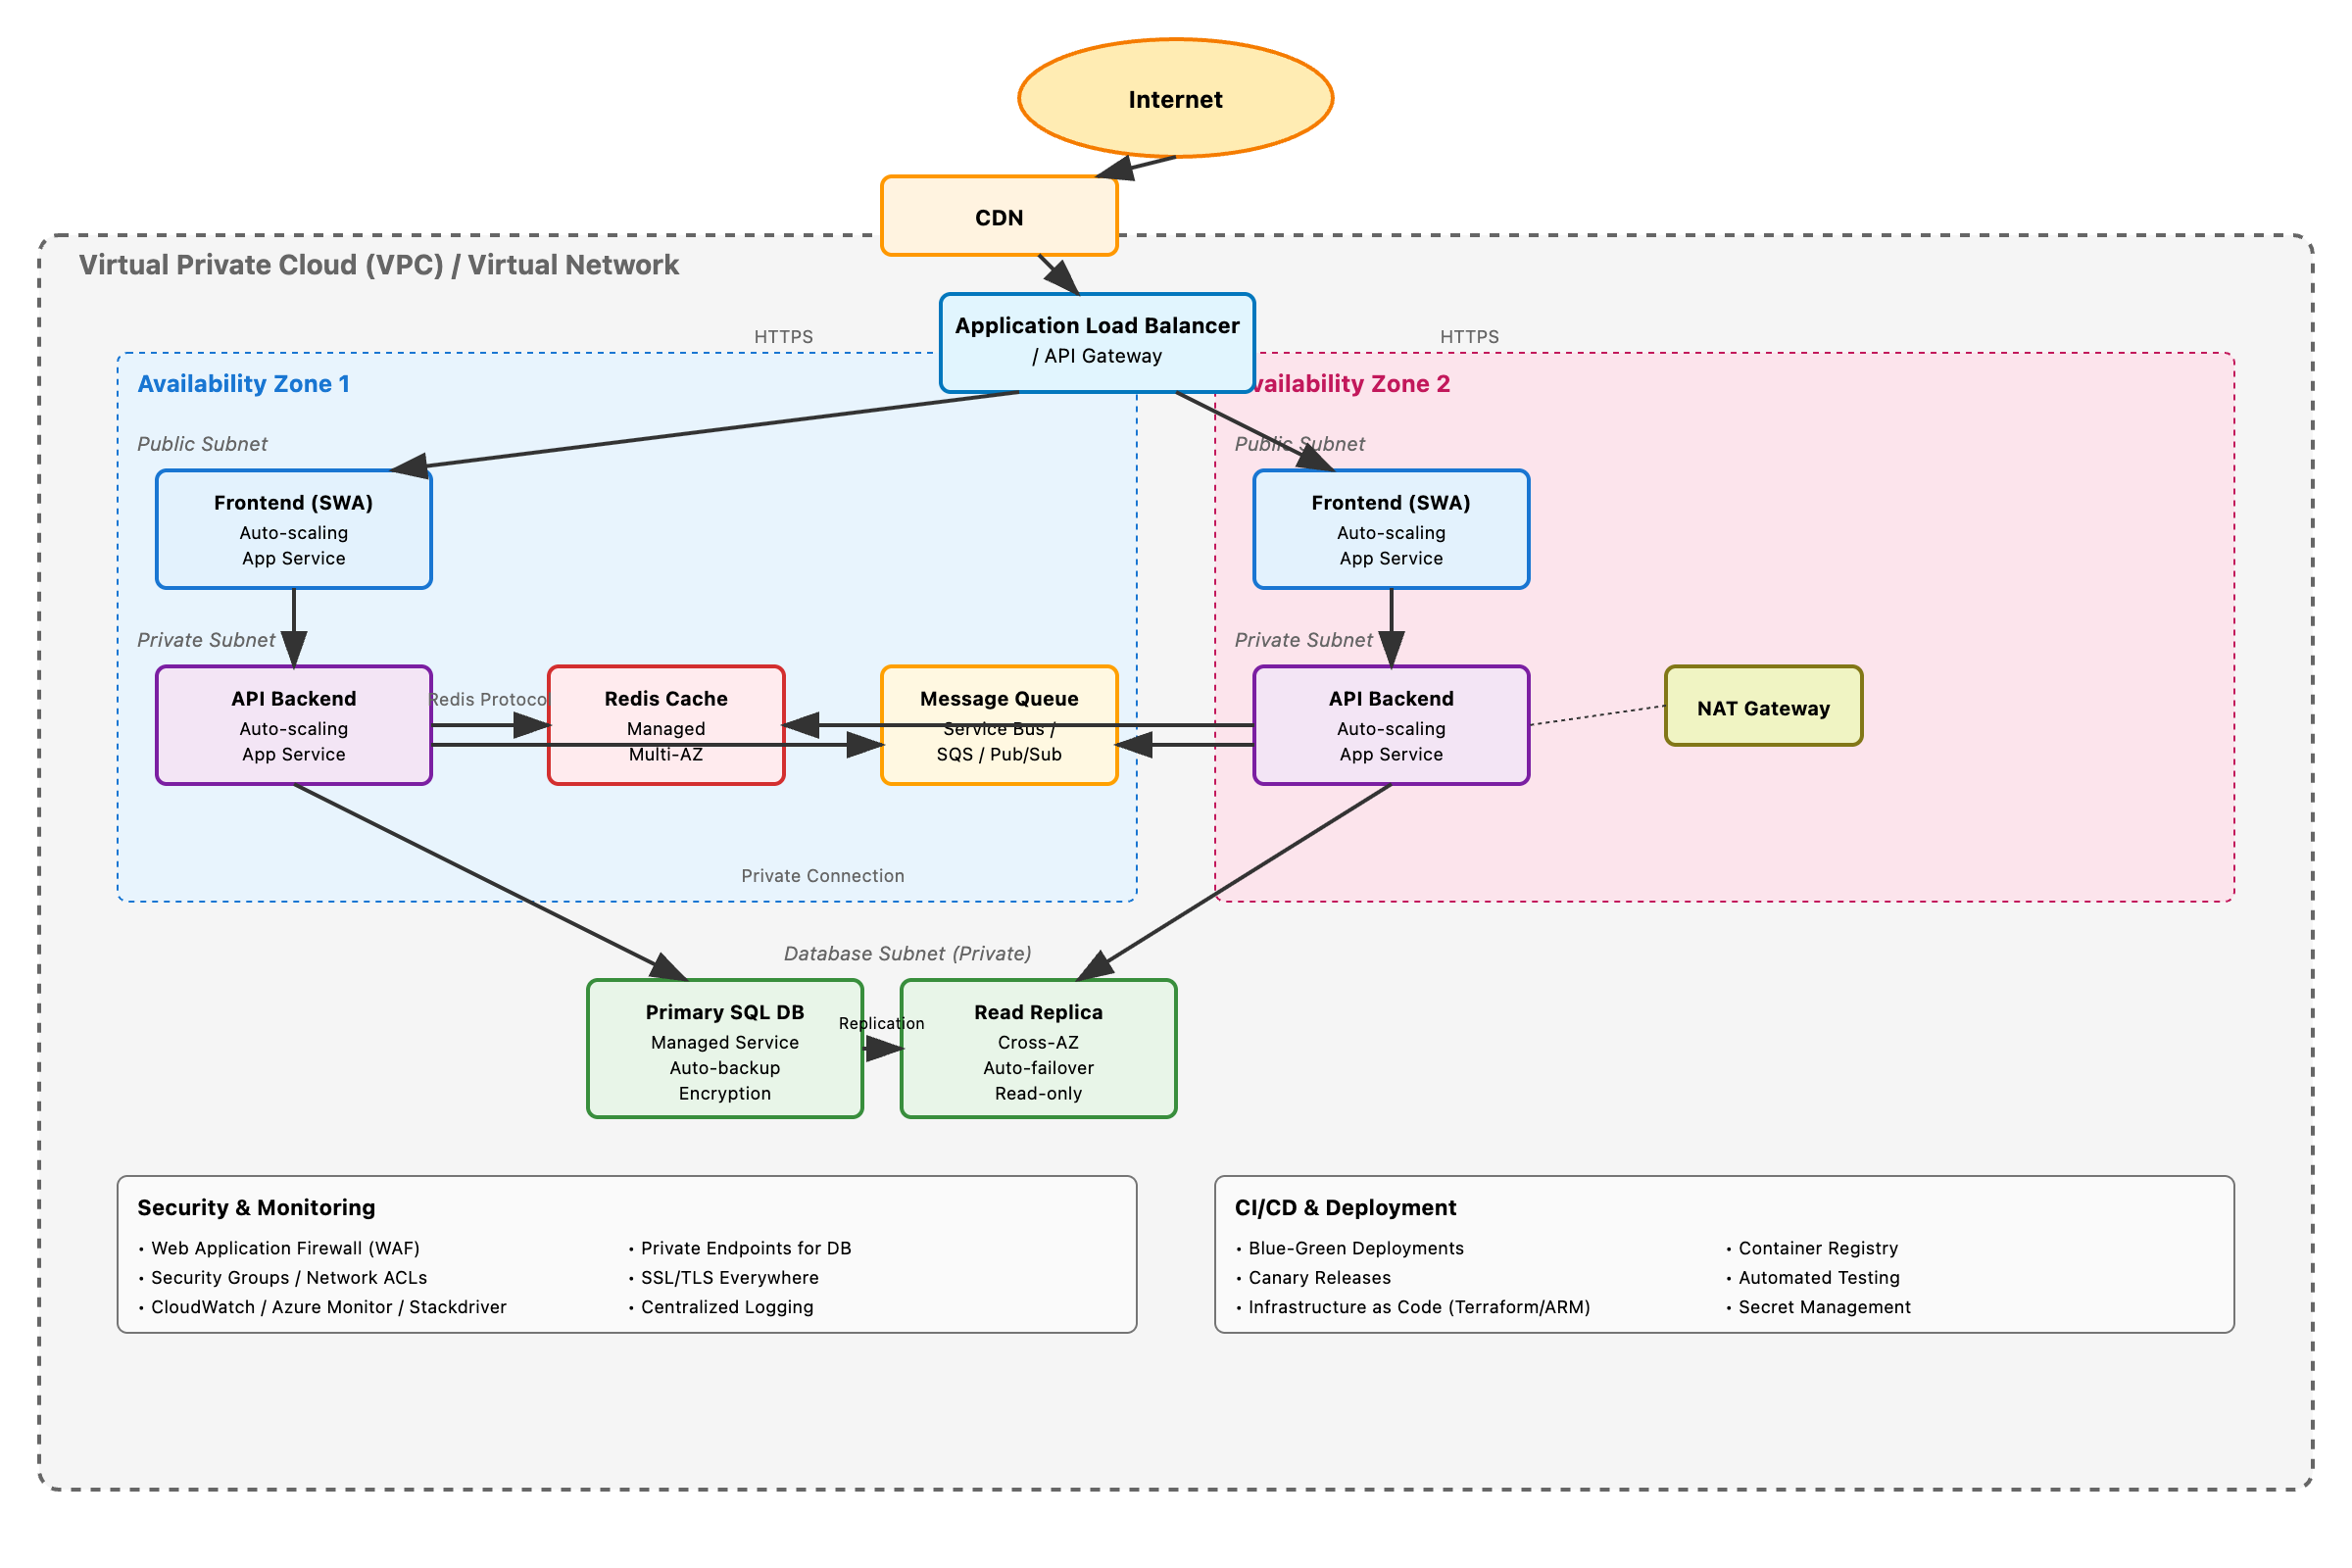 Internet
CDN
Virtual Private Cloud (VPC) / Virtual Network
Application Load Balancer
/ API Gateway
HTTPS
HTTPS
Availability Zone 1
Public Subnet
Frontend (SWA)
Auto-scaling
App Service
Private Subnet
API Backend
Auto-scaling
App Service
Redis Protocol
Redis Cache
Managed
Multi-AZ
Message Queue
Service Bus /
SQS / Pub/Sub
Private Connection
vailability Zone 2
Public Subnet
Frontend (SWA)
Auto-scaling
App Service
Private Subnet
API Backend
Auto-scaling
App Service
NAT Gateway
Database Subnet (Private)
Primary SQL DB
Managed Service
Auto-backup
Encryption
Replication
Read Replica
Cross-AZ
Auto-failover
Read-only
Security & Monitoring
• Web Application Firewall (WAF)
• Security Groups / Network ACLs
• CloudWatch / Azure Monitor / Stackdriver
• Private Endpoints for DB
• SSL/TLS Everywhere
• Centralized Logging
CI/CD & Deployment
• Blue-Green Deployments
• Canary Releases
• Infrastructure as Code (Terraform/ARM)
• Container Registry
• Automated Testing
• Secret Management